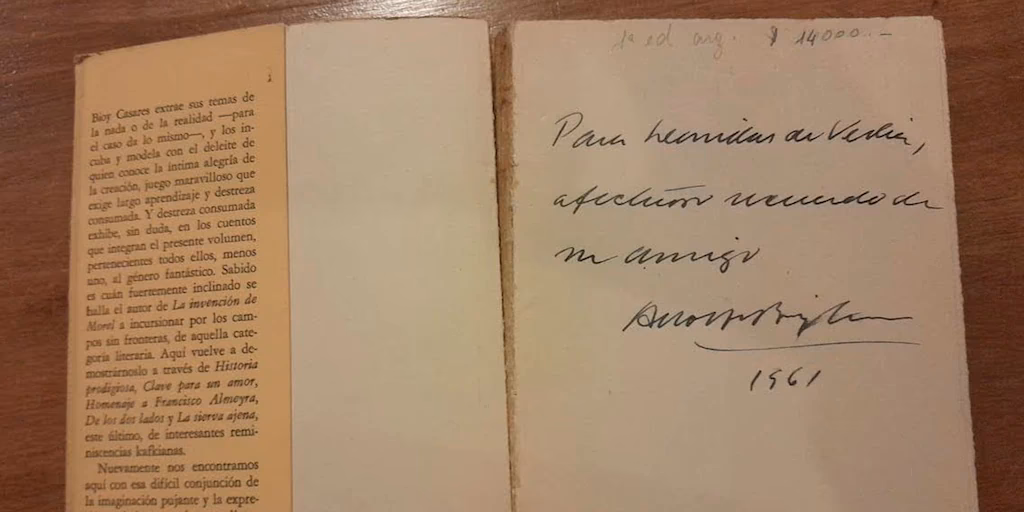 1
Bioy Casares extrae sus temas de
la nada o de la realidad —para
el caso da lo mismo—, y los in-
cuba y modela con el deleite de
quien conoce la íntima alegría de
la creación, juego maravilloso que
exige largo aprendizaje y destreza
consumada. Y destreza consumada
exhibe, sin duda, en los cuentos
que integran el presente volumen,
pertenecientes todos ellos, menos
uno, al género fantástico. Sabido
es cuán fuertemente inclinado se
halla el autor de La invención de
Morel a incursionar por los cam-
pos sin fronteras, de aquella cate-
goría literaria. Aquí vuelve a de-
mostrárnoslo a través de Historia
prodigiosa, Clave para un amor,
Homenaje a Francisco Almeyra,
De los dos lados y La sierva ajena,
este último, de interesantes remi-
niscencias kafkianas.
Nuevamente nos encontramos
aquí con esa difícil conjunción de
la imaginación pujante y la expre-
1ª ed arg. $ 14000.-
Para Leonidas de Vedia,
afectuoso recuerdo de
su amigo
Adolfo Bioy Casares
1961